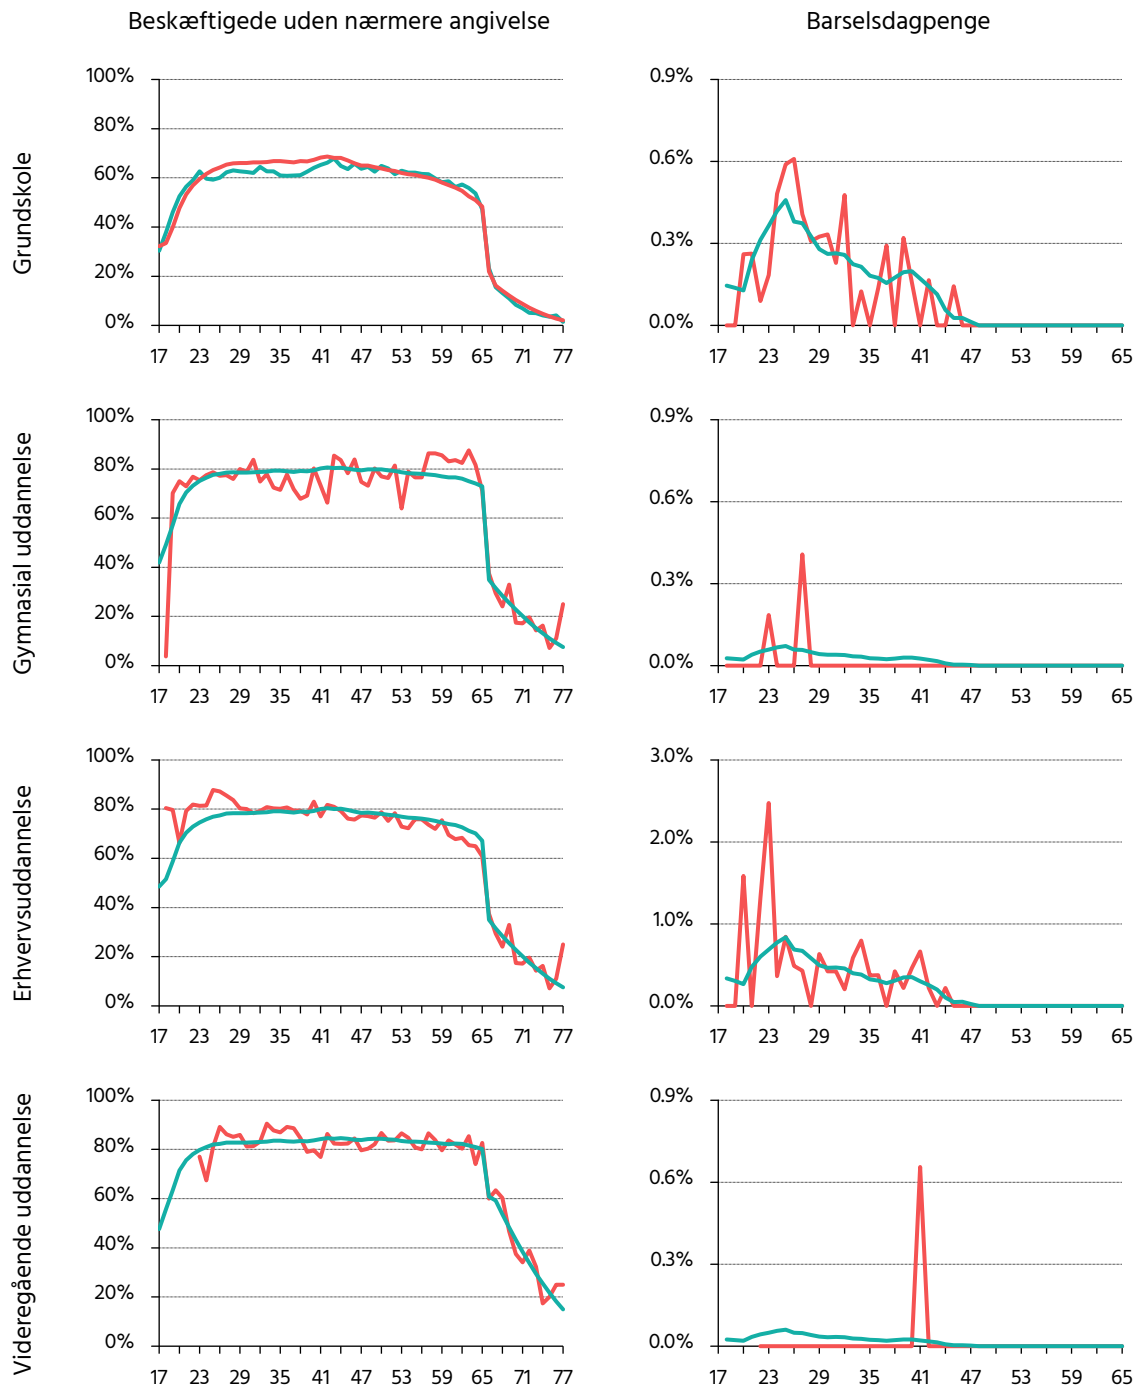 Beskæftigede uden nærmere angivelse
Barselsdagpenge
Grundskole
100%
80%
60%
40%
20%
0%
17 23 29 35 41 47 53 59 65 71 77
0.9%
0.6%
0.3%
0.0%
17 23 29 35 41 47 53 59 65
Gymnasial uddannelse
100%
80%
60%
40%
20%
0%
17 23 29 35 41 47 53 59 65 71 77
0.9%
0.6%
0.3%
0.0%
17 23 29 35 41 47 53 59 65
Erhvervsuddannelse
100%
80%
60%
40%
20%
0%
17 23 29 35 41 47 53 59 65 71 77
3.0%
2.0%
1.0%
0.0%
17 23 29 35 41 47 53 59 65
Videregående uddannelse
100%
80%
60%
40%
20%
0%
17 23 29 35 41 47 53 59 65 71 77
0.9%
0.6%
0.3%
0.0%
17 23 29 35 41 47 53 59 65